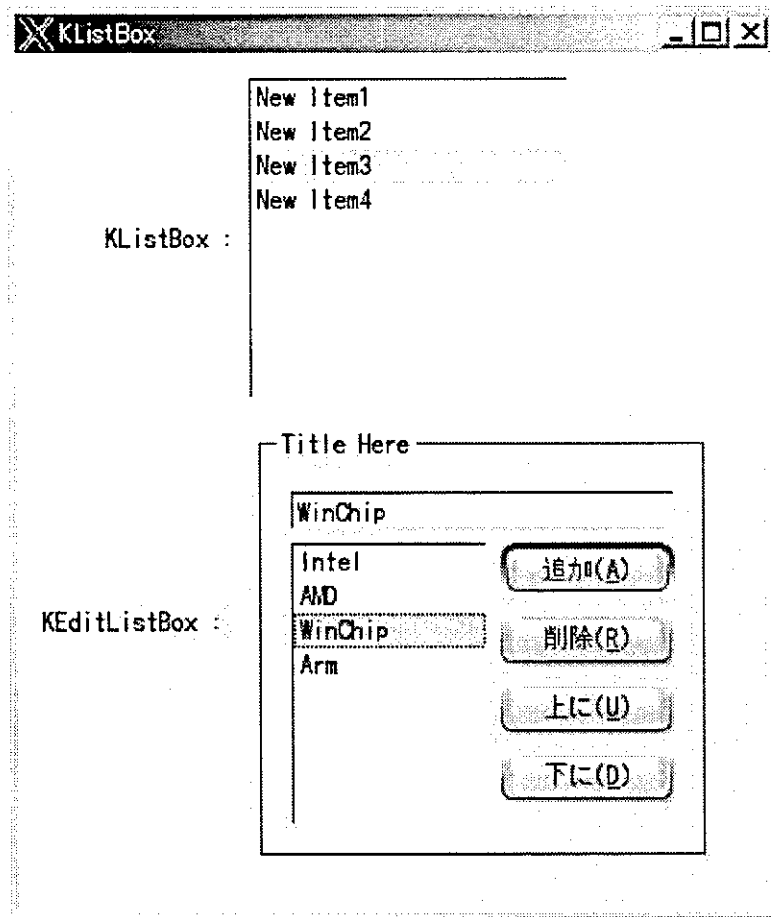 KListBox
New Item1
New Item2
New Item3
New Item4
KListBox :
Title Here
WinChip
Intel
AMD
WinChip
Arm
KEditListBox :
追加(A)
削除(R)
上に(U)
下に(D)